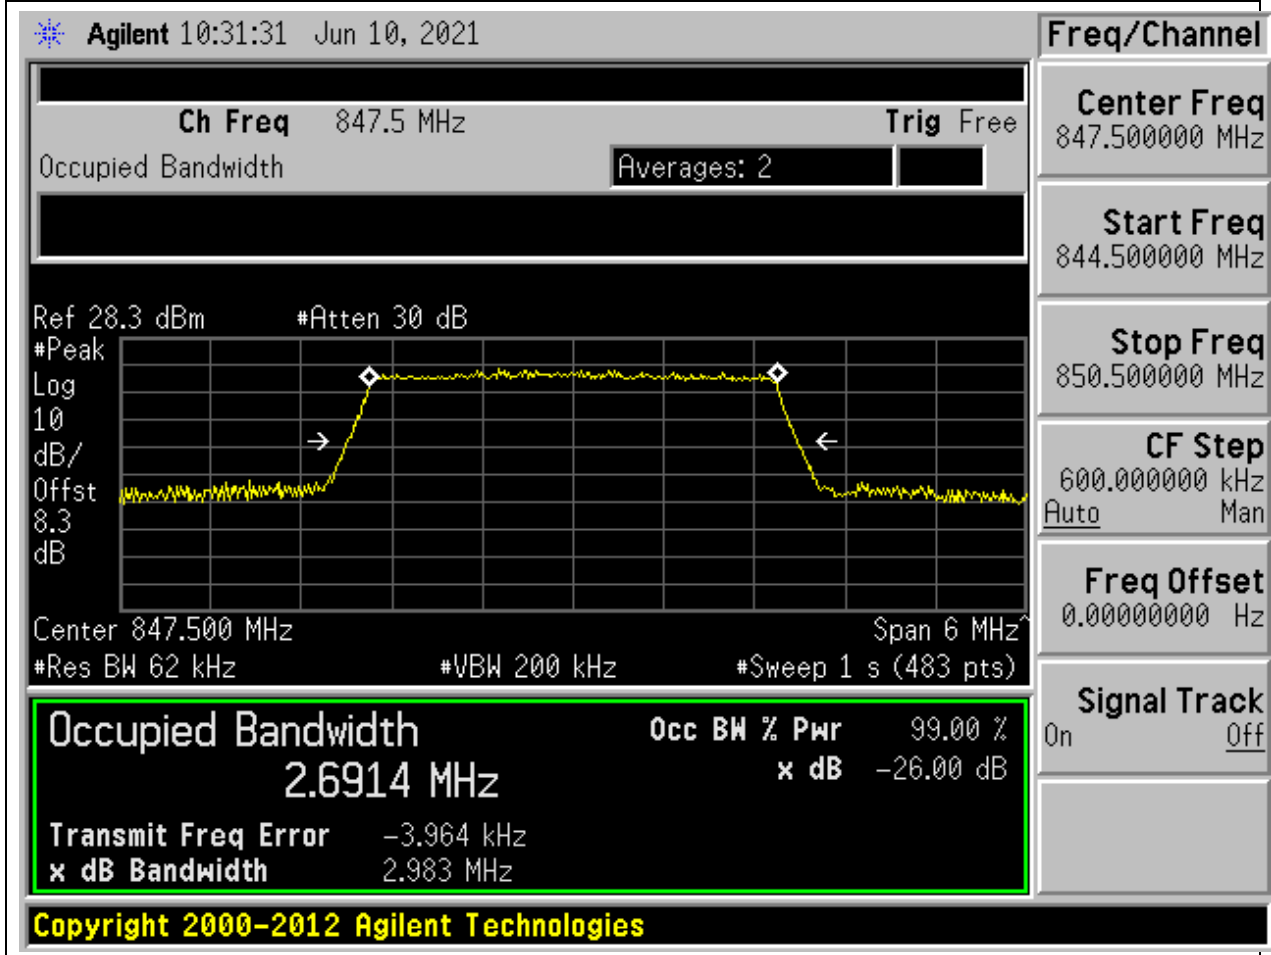 Agilent 10:31:31 Jun 10, 2021
Freq/Channel
Ch Freq 847.5 MHz Trig Free
Occupied Bandwidth Averages: 2
Ref 28.3 dBm #Atten 30 dB
#Peak
Log
10
dB/
Offst
8.3
dB
Center 847.500 MHz Span 6 MHz^
#Res BW 62 kHz #VBW 200 kHz #Sweep 1 s (483 pts)
Occupied Bandwidth Occ BW % Pwr 99.00 %
2.6914 MHz x dB -26.00 dB
Transmit Freq Error -3.964 kHz
x dB Bandwidth 2.983 MHz
Copyright 2000-2012 Agilent Technologies
Center Freq
847.500000 MHz
Start Freq
844.500000 MHz
Stop Freq
850.500000 MHz
CF Step
600.000000 kHz
Auto Man
Freq Offset
0.00000000 Hz
Signal Track
On Off